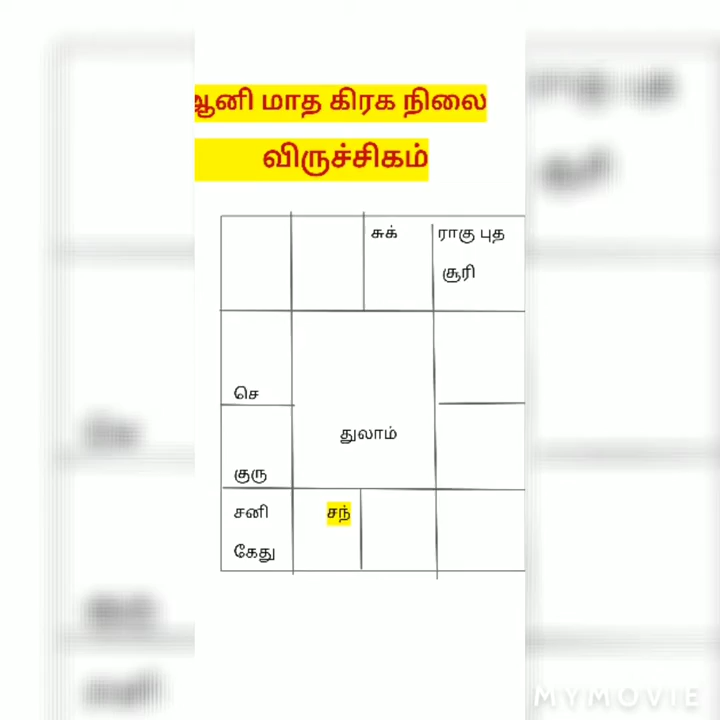 ஆனி மாத கிரக நிலை
விருச்சிகம்
சுக்
ராகு புத
சூரி
செ
துலாம்
குரு
சனி
சந்
கேது
MYMOVIE